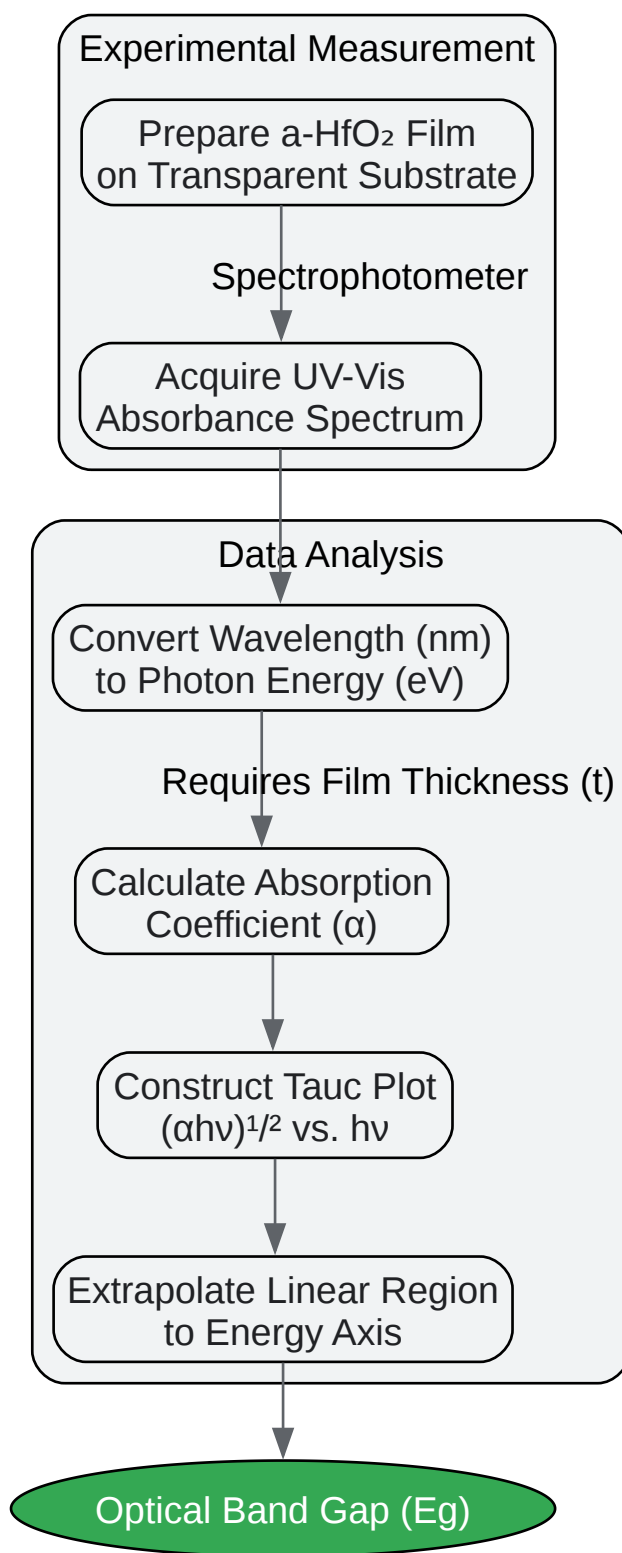 Experimental Measurement
Prepare a-HfO₂ Film
on Transparent Substrate
Spectrophotometer
Acquire UV-Vis
Absorbance Spectrum
Data Analysis
Convert Wavelength (nm)
to Photon Energy (eV)
Requires Film Thickness (t)
Calculate Absorption
Coefficient (α)
Construct Tauc Plot
(αhν)¹/² vs. hν
Extrapolate Linear Region
to Energy Axis
Optical Band Gap (Eg)